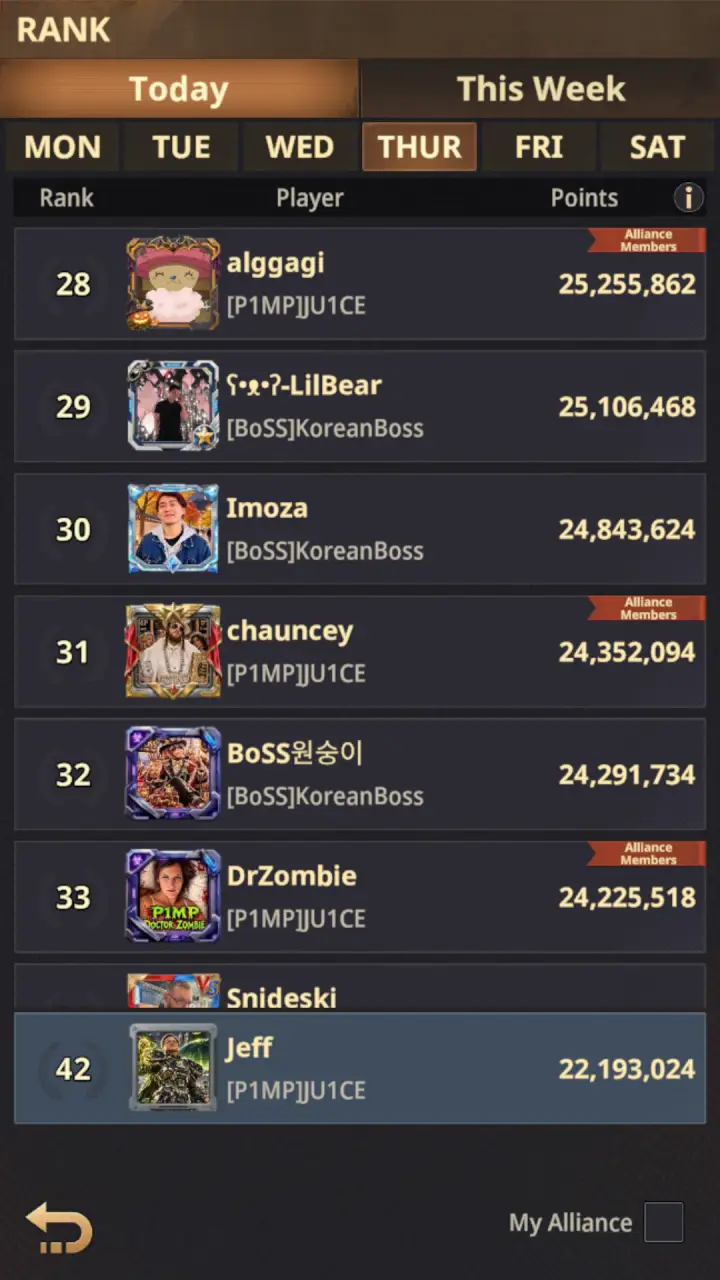 RANK
Today
This Week
MON
TUE
WED
THUR
FRI
SAT
Rank
Player
Points
Alliance
Members
28
alggagi
[P1MP]JU1CE
25,255,862
29
ʕ•ᴥ•ʔ-LilBear
[BoSS]KoreanBoss
25,106,468
30
Imoza
[BoSS]KoreanBoss
24,843,624
Alliance
Members
31
chauncey
[P1MP]JU1CE
24,352,094
32
BoSS원숭이
[BoSS]KoreanBoss
24,291,734
Alliance
Members
33
P1MP
DOCTOR ZOMBIE
DrZombie
[P1MP]JU1CE
24,225,518
Snideski
42
Jeff
[P1MP]JU1CE
22,193,024
My Alliance